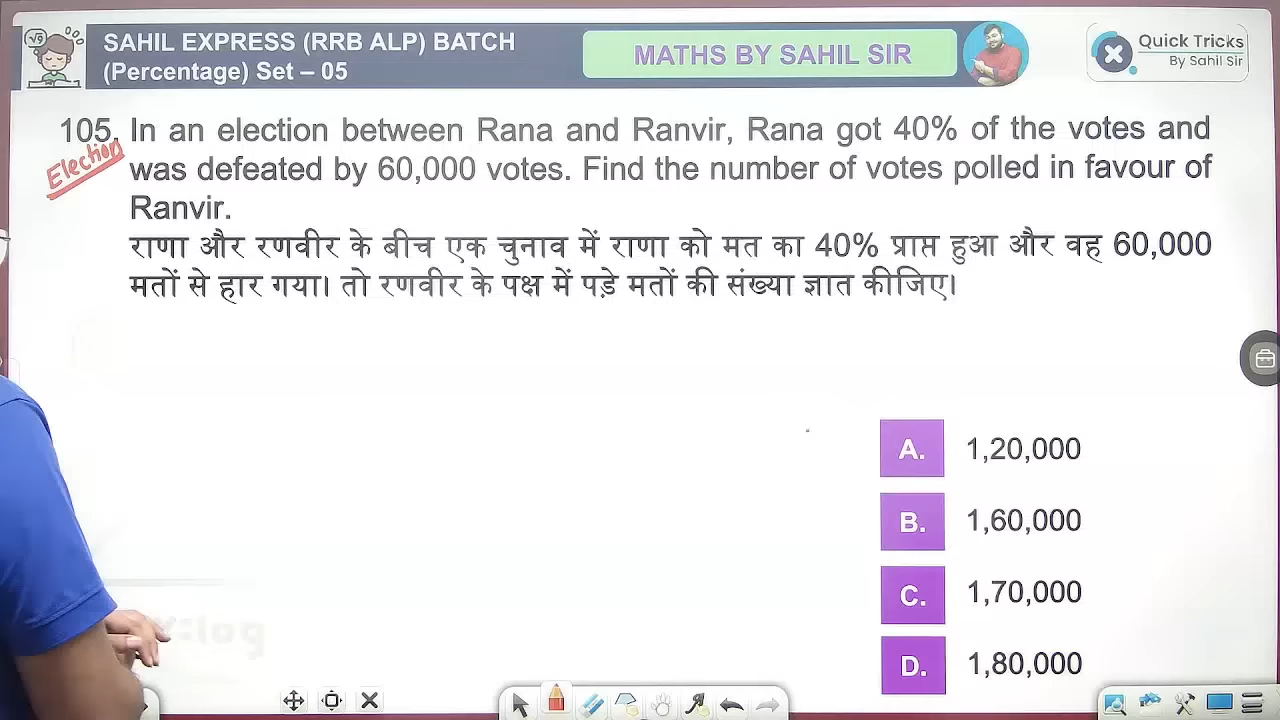 SAHIL EXPRESS (RRB ALP) BATCH
(Percentage) Set – 05
MATHS BY SAHIL SIR
Quick Tricks
By Sahil Sir
√9
105. In an election between Rana and Ranvir, Rana got 40% of the votes and
Election
was defeated by 60,000 votes. Find the number of votes polled in favour of
Ranvir.
राणा और रणवीर के बीच एक चुनाव में राणा को मत का 40% प्राप्त हुआ और वह 60,000
मतों से हार गया। तो रणवीर के पक्ष में पड़े मतों की संख्या ज्ञात कीजिए।
A. 1,20,000
B. 1,60,000
C. 1,70,000
D. 1,80,000